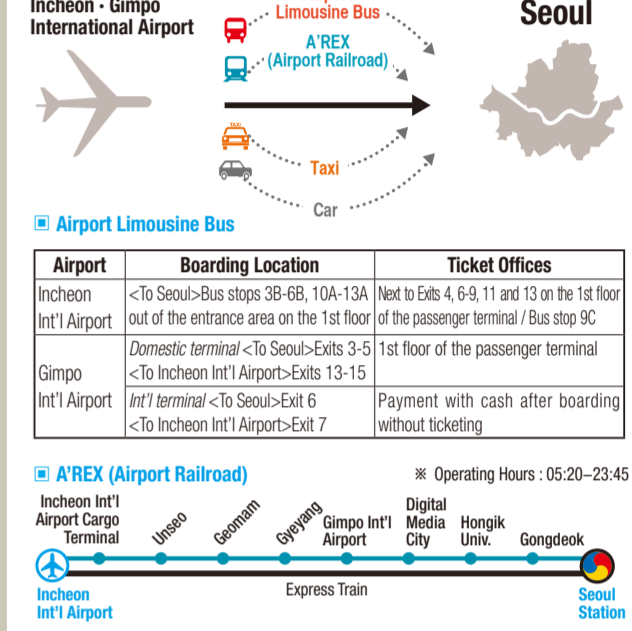 Incheon · Gimpo
International Airport
Limousine Bus
A'REX
(Airport Railroad)
Seoul
TAXI
Taxi
Car
Airport Limousine Bus
Airport Boarding Location Ticket Offices
Incheon
Int'l Airport
<To Seoul>Bus stops 3B-6B, 10A-13A
out of the entrance area on the 1st floor
Next to Exits 4, 6-9, 11 and 13 on the 1st floor
of the passenger terminal / Bus stop 9C
Gimpo
Int'l Airport
Domestic terminal <To Seoul>Exits 3-5
<To Incheon Int'l Airport>Exits 13-15
1st floor of the passenger terminal
Int'l terminal <To Seoul>Exit 6
<To Incheon Int'l Airport>Exit 7
Payment with cash after boarding
without ticketing
A'REX (Airport Railroad)
※ Operating Hours : 05:20–23:45
Incheon Int'l
Airport Cargo
Terminal
Unseo
Geomam
Gyeyang
Gimpo Int'l
Airport
Digital
Media
City
Hongik
Univ.
Gongdeok
Express Train
Incheon
Int'l Airport
Seoul
Station